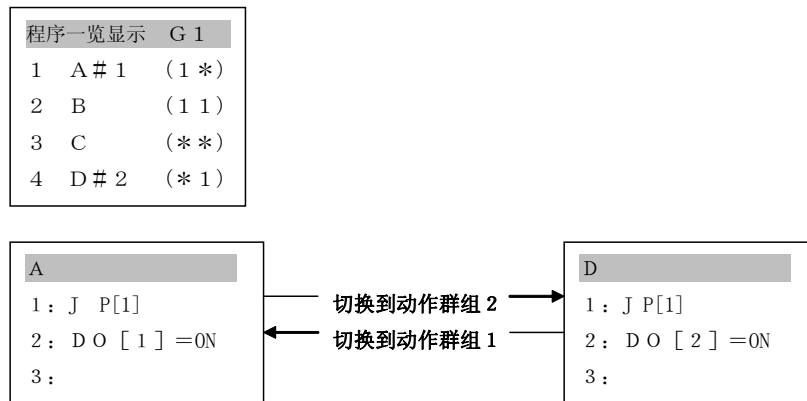 程序一览显示 G1
1 A#1 (1*)
2 B (11)
3 C (**)
4 D#2 (*1)
A
1: J P[1]
2: DO[1]=0N
3:
切换到动作群组 2
切换到动作群组 1
D
1: J P[1]
2: DO[2]=0N
3: